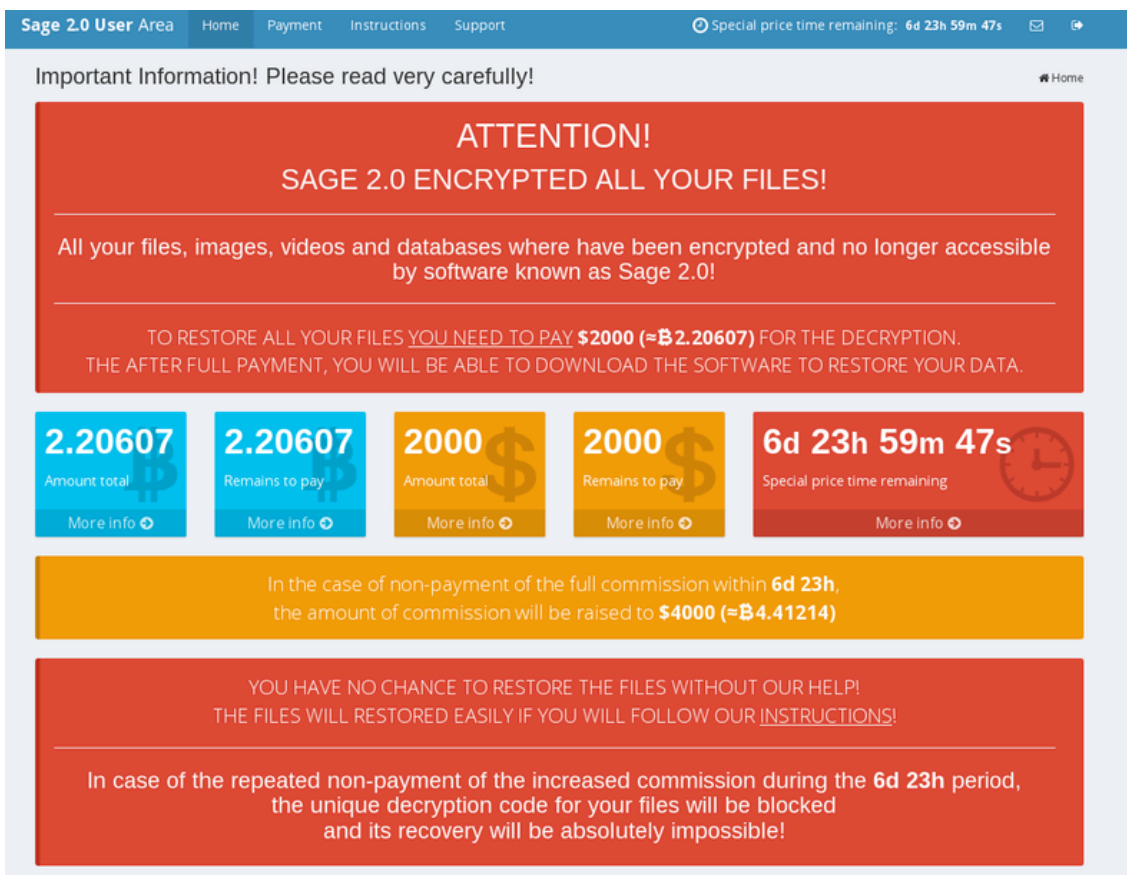 Sage 2.0 User Area Home Payment Instructions Support Special price time remaining: 6d 23h 59m 47s
Important Information! Please read very carefully! Home
ATTENTION!
SAGE 2.0 ENCRYPTED ALL YOUR FILES!
All your files, images, videos and databases where have been encrypted and no longer accessible
by software known as Sage 2.0!
TO RESTORE ALL YOUR FILES YOU NEED TO PAY $2000 (≈₿2.20607) FOR THE DECRYPTION.
THE AFTER FULL PAYMENT, YOU WILL BE ABLE TO DOWNLOAD THE SOFTWARE TO RESTORE YOUR DATA.
2.20607
Amount total
More info
2.20607
Remains to pay
More info
2000
Amount total
More info
2000
Remains to pay
More info
6d 23h 59m 47s
Special price time remaining
More info
In the case of non-payment of the full commission within 6d 23h,
the amount of commission will be raised to $4000 (≈₿4.41214)
YOU HAVE NO CHANCE TO RESTORE THE FILES WITHOUT OUR HELP!
THE FILES WILL RESTORED EASILY IF YOU WILL FOLLOW OUR INSTRUCTIONS!
In case of the repeated non-payment of the increased commission during the 6d 23h period,
the unique decryption code for your files will be blocked
and its recovery will be absolutely impossible!